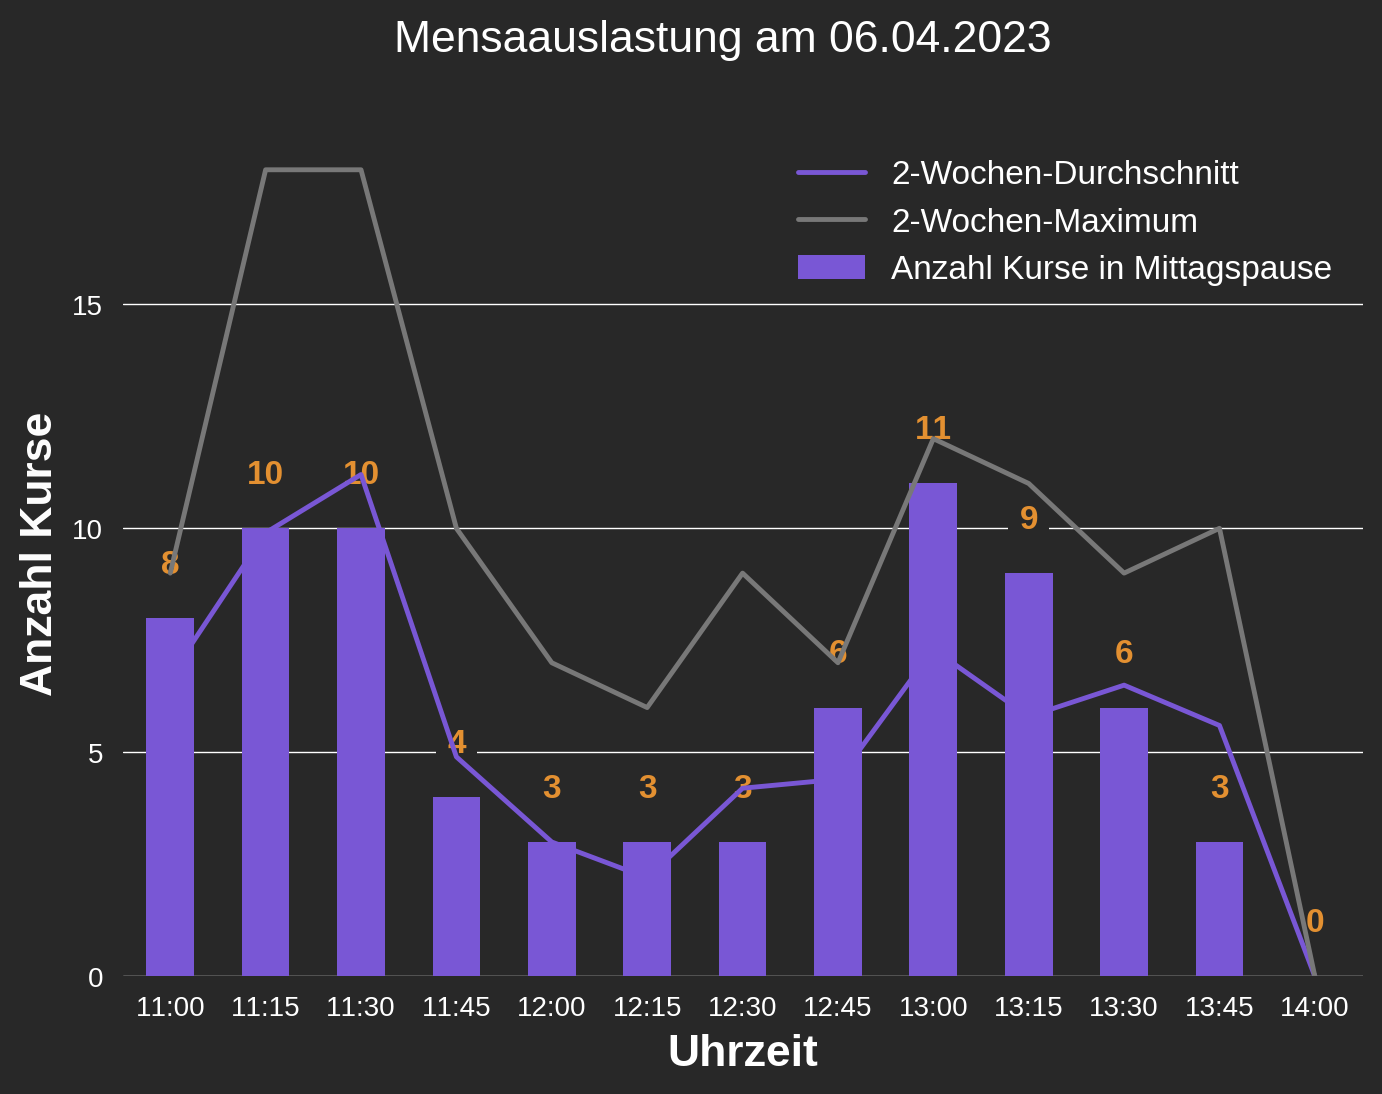 Mensaauslastung am 06.04.2023
2-Wochen-Durchschnitt
2-Wochen-Maximum
Anzahl Kurse in Mittagspause
Anzahl Kurse
15
10
5
0
8
10
10
4
3
3
3
6
11
9
6
3
0
11:00 11:15 11:30 11:45 12:00 12:15 12:30 12:45 13:00 13:15 13:30 13:45 14:00
Uhrzeit